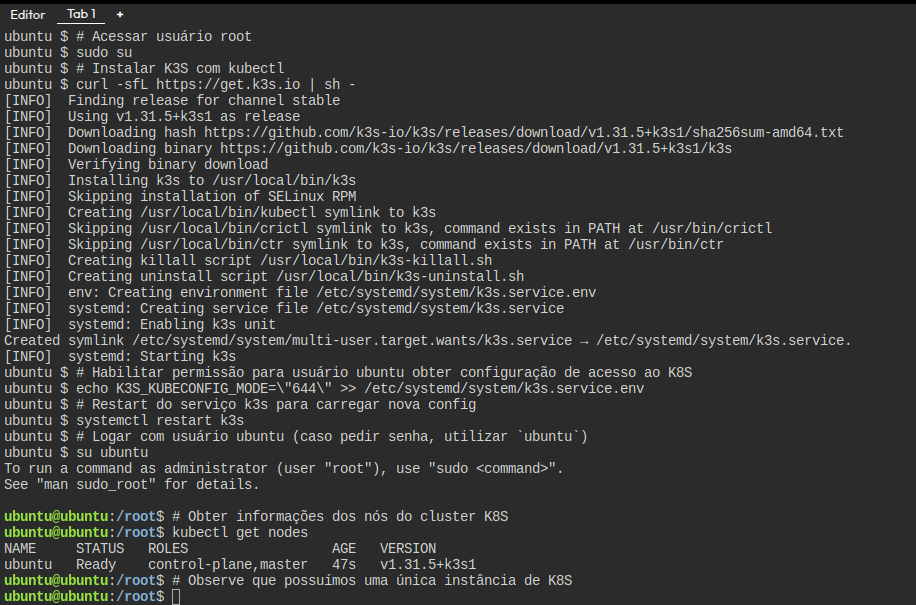 Editor Tab 1 +
ubuntu $ # Acessar usuário root
ubuntu $ sudo su
ubuntu $ # Instalar K3S com kubectl
ubuntu $ curl -sfL https://get.k3s.io | sh -
[INFO]  Finding release for channel stable
[INFO]  Using v1.31.5+k3s1 as release
[INFO]  Downloading hash https://github.com/k3s-io/k3s/releases/download/v1.31.5+k3s1/sha256sum-amd64.txt
[INFO]  Downloading binary https://github.com/k3s-io/k3s/releases/download/v1.31.5+k3s1/k3s
[INFO]  Verifying binary download
[INFO]  Installing k3s to /usr/local/bin/k3s
[INFO]  Skipping installation of SELinux RPM
[INFO]  Creating /usr/local/bin/kubectl symlink to k3s
[INFO]  Skipping /usr/local/bin/crictl symlink to k3s, command exists in PATH at /usr/bin/crictl
[INFO]  Skipping /usr/local/bin/ctr symlink to k3s, command exists in PATH at /usr/bin/ctr
[INFO]  Creating killall script /usr/local/bin/k3s-killall.sh
[INFO]  Creating uninstall script /usr/local/bin/k3s-uninstall.sh
[INFO]  env: Creating environment file /etc/systemd/system/k3s.service.env
[INFO]  systemd: Creating service file /etc/systemd/system/k3s.service
[INFO]  systemd: Enabling k3s unit
Created symlink /etc/systemd/system/multi-user.target.wants/k3s.service → /etc/systemd/system/k3s.service.
[INFO]  systemd: Starting k3s
ubuntu $ # Habilitar permissão para usuário ubuntu obter configuração de acesso ao K8S
ubuntu $ echo K3S_KUBECONFIG_MODE=\"644\" >> /etc/systemd/system/k3s.service.env
ubuntu $ # Restart do serviço k3s para carregar nova config
ubuntu $ systemctl restart k3s
ubuntu $ # Logar com usuário ubuntu (caso pedir senha, utilizar `ubuntu`)
ubuntu $ su ubuntu
To run a command as administrator (user "root"), use "sudo <command>".
See "man sudo_root" for details.
ubuntu@ubuntu:/root$ # Obter informações dos nós do cluster K8S
ubuntu@ubuntu:/root$ kubectl get nodes
NAME     STATUS   ROLES                  AGE   VERSION
ubuntu   Ready    control-plane,master   47s   v1.31.5+k3s1
ubuntu@ubuntu:/root$ # Observe que possuímos uma única instância de K8S
ubuntu@ubuntu:/root$